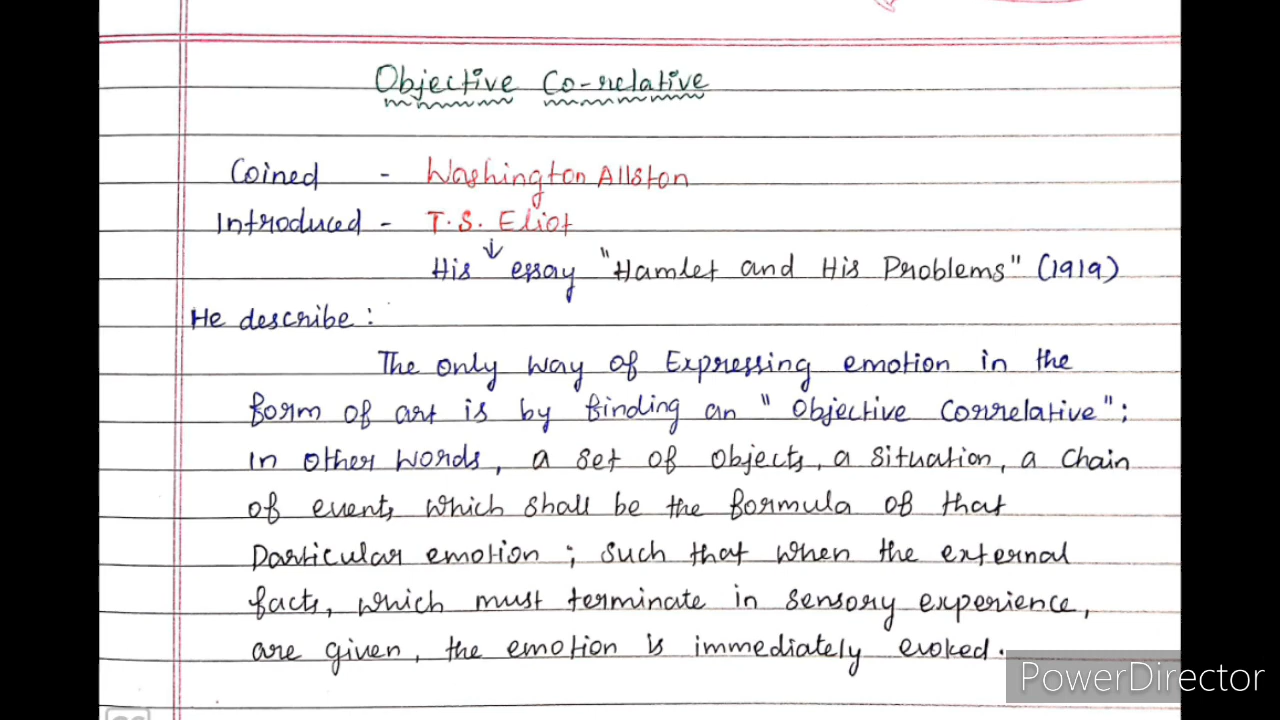 Objective Co-relative
Coined - Washington Allston
Introduced - T.S. Eliot
His essay "Hamlet and His Problems" (1919)
He describe :
The only way of Expressing emotion in the
form of art is by finding an "Objective Correlative";
in other words, a set of objects, a situation, a chain
of events which shall be the formula of that
Particular emotion ; such that when the external
facts, which must terminate in sensory experience,
are given, the emotion is immediately evoked.
PowerDirector